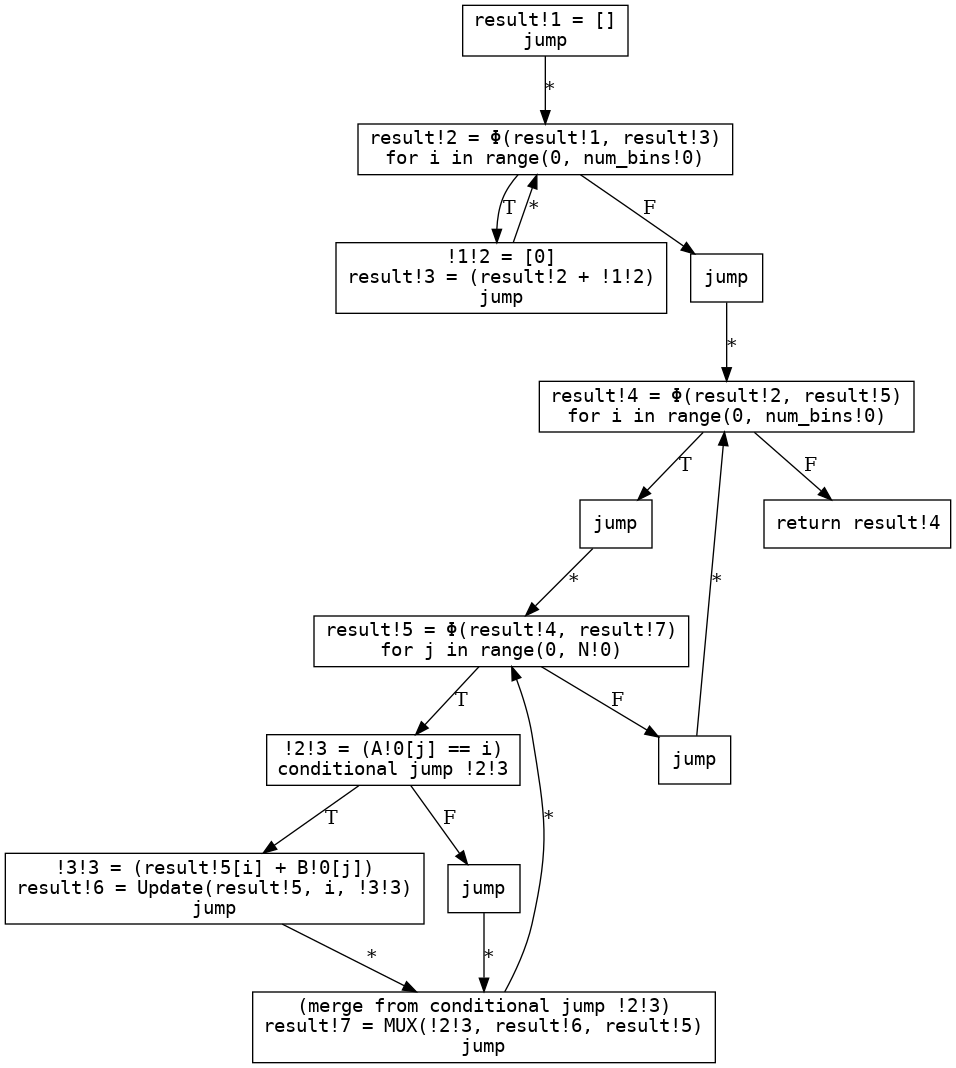 result!1 = []
jump
*
result!2 = Φ(result!1, result!3)
for i in range(0, num_bins!0)
T
*
F
!1!2 = [0]
result!3 = (result!2 + !1!2)
jump
jump
*
result!4 = Φ(result!2, result!5)
for i in range(0, num_bins!0)
T
F
jump
return result!4
*
*
result!5 = Φ(result!4, result!7)
for j in range(0, N!0)
T
F
!2!3 = (A!0[j] == i)
conditional jump !2!3
jump
T
F
*
!3!3 = (result!5[i] + B!0[j])
result!6 = Update(result!5, i, !3!3)
jump
jump
*
*
(merge from conditional jump !2!3)
result!7 = MUX(!2!3, result!6, result!5)
jump